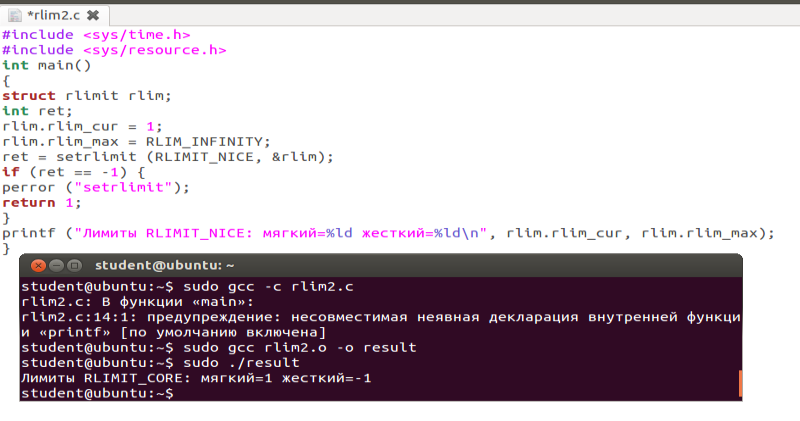 *rlim2.c
#include <sys/time.h>
#include <sys/resource.h>
int main()
{
struct rlimit rlim;
int ret;
rlim.rlim_cur = 1;
rlim.rlim_max = RLIM_INFINITY;
ret = setrlimit (RLIMIT_NICE, &rlim);
if (ret == -1) {
perror ("setrlimit");
return 1;
}
printf ("Лимиты RLIMIT_NICE: мягкий=%ld жесткий=%ld\n", rlim.rlim_cur, rlim.rlim_max);
}
student@ubuntu: ~
student@ubuntu:~$ sudo gcc -c rlim2.c
rlim2.c: В функции «main»:
rlim2.c:14:1: предупреждение: несовместимая неявная декларация внутренней функци
и «printf» [по умолчанию включена]
student@ubuntu:~$ sudo gcc rlim2.o -o result
student@ubuntu:~$ sudo ./result
Лимиты RLIMIT_CORE: мягкий=1 жесткий=-1
student@ubuntu:~$